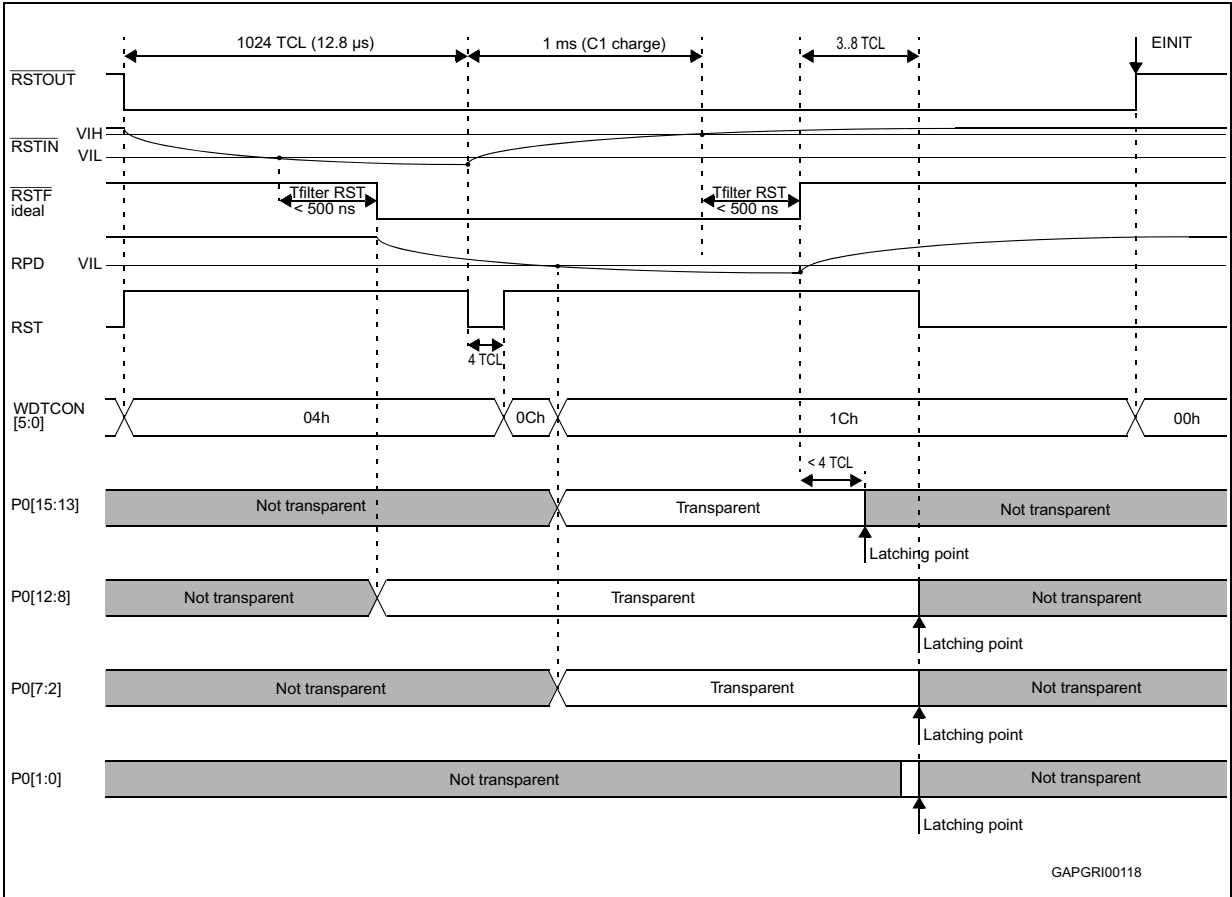 1024 TCL (12.8 µs)
1 ms (C1 charge)
3..8 TCL
EINIT
RSTOUT
VIH
RSTIN
VIL
RSTF
ideal
Tfilter RST
< 500 ns
Tfilter RST
< 500 ns
RPD
VIL
RST
4 TCL
WDTCON
[5:0]
04h
0Ch
1Ch
00h
< 4 TCL
P0[15:13]
Not transparent
Transparent
Not transparent
Latching point
P0[12:8]
Not transparent
Transparent
Not transparent
Latching point
P0[7:2]
Not transparent
Transparent
Not transparent
Latching point
P0[1:0]
Not transparent
Not transparent
Latching point
GAPGRI00118